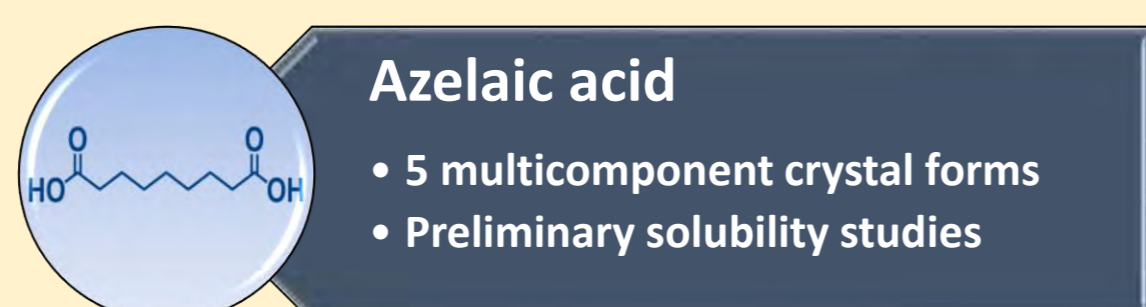 Azelaic acid
• 5 multicomponent crystal forms
• Preliminary solubility studies
O O
HO OH